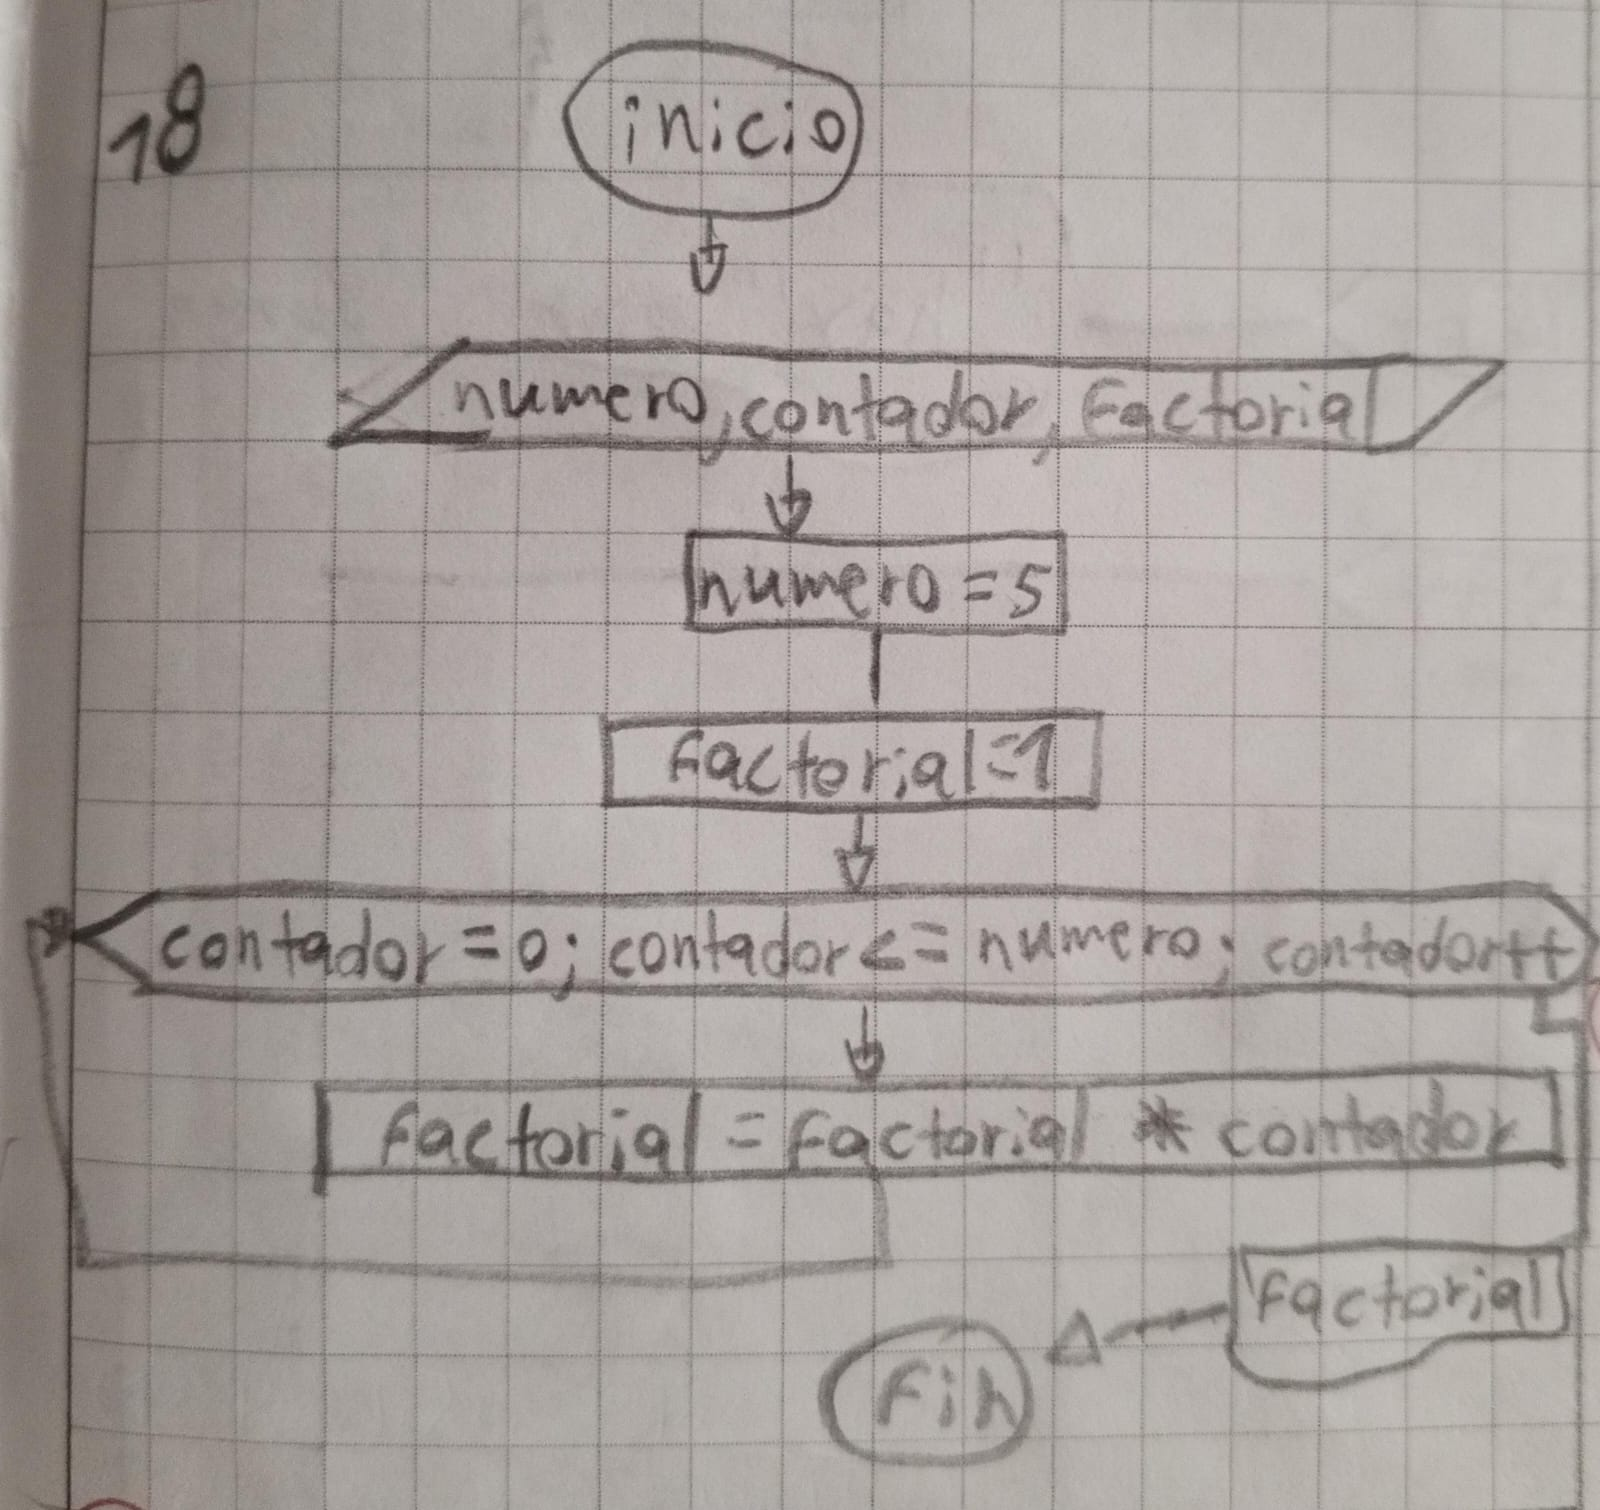 18
inicio
numero, contador, Factorial
numero = 5
Factorial = 1
contador = 0; contador <= numero; contador++
Factorial = Factorial * contador
Factorial
Fin